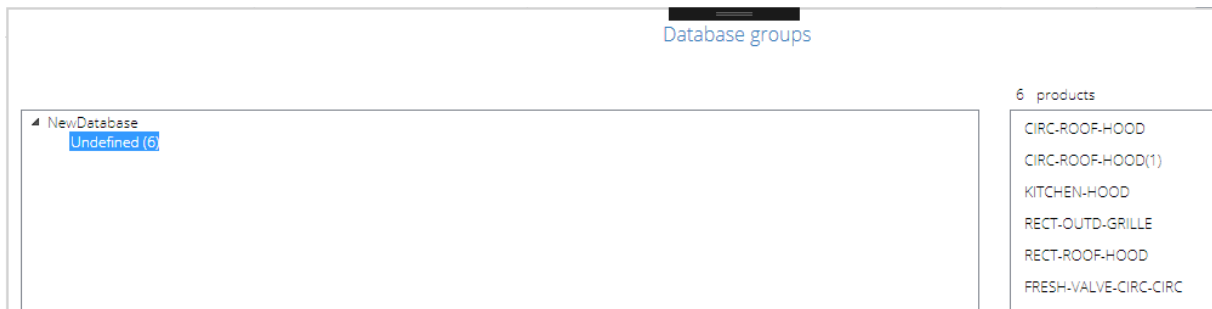 Database groups
6 products
NewDatabase
Undefined (6)
CIRC-ROOF-HOOD
CIRC-ROOF-HOOD(1)
KITCHEN-HOOD
RECT-OUTD-GRILLE
RECT-ROOF-HOOD
FRESH-VALVE-CIRC-CIRC